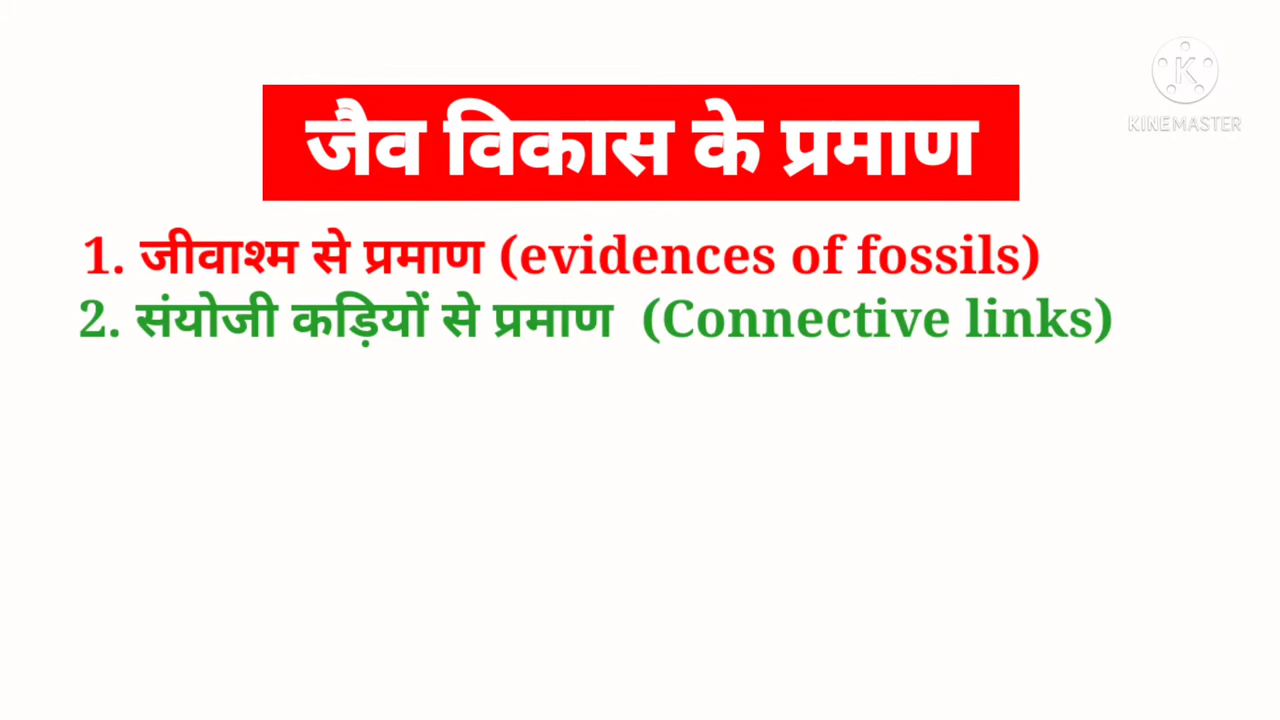 जैव विकास के प्रमाण
KINEMASTER
1. जीवाश्म से प्रमाण (evidences of fossils)
2. संयोजी कड़ियों से प्रमाण (Connective links)